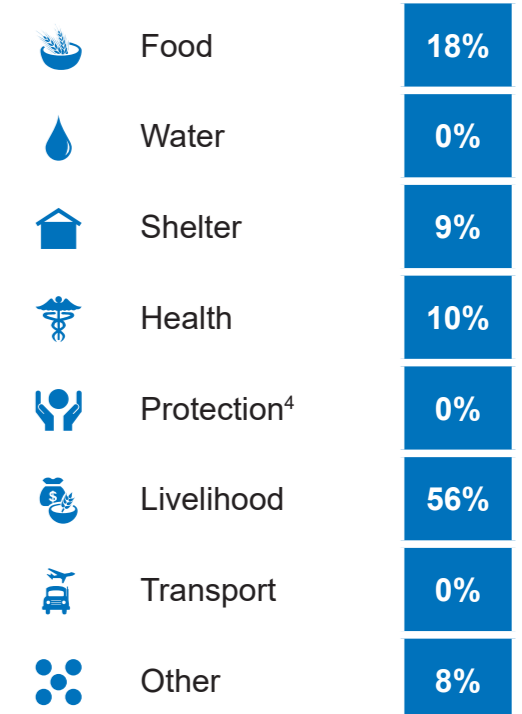 Food 18%
Water 0%
Shelter 9%
Health 10%
Protection⁴ 0%
$ Livelihood 56%
Transport 0%
Other 8%